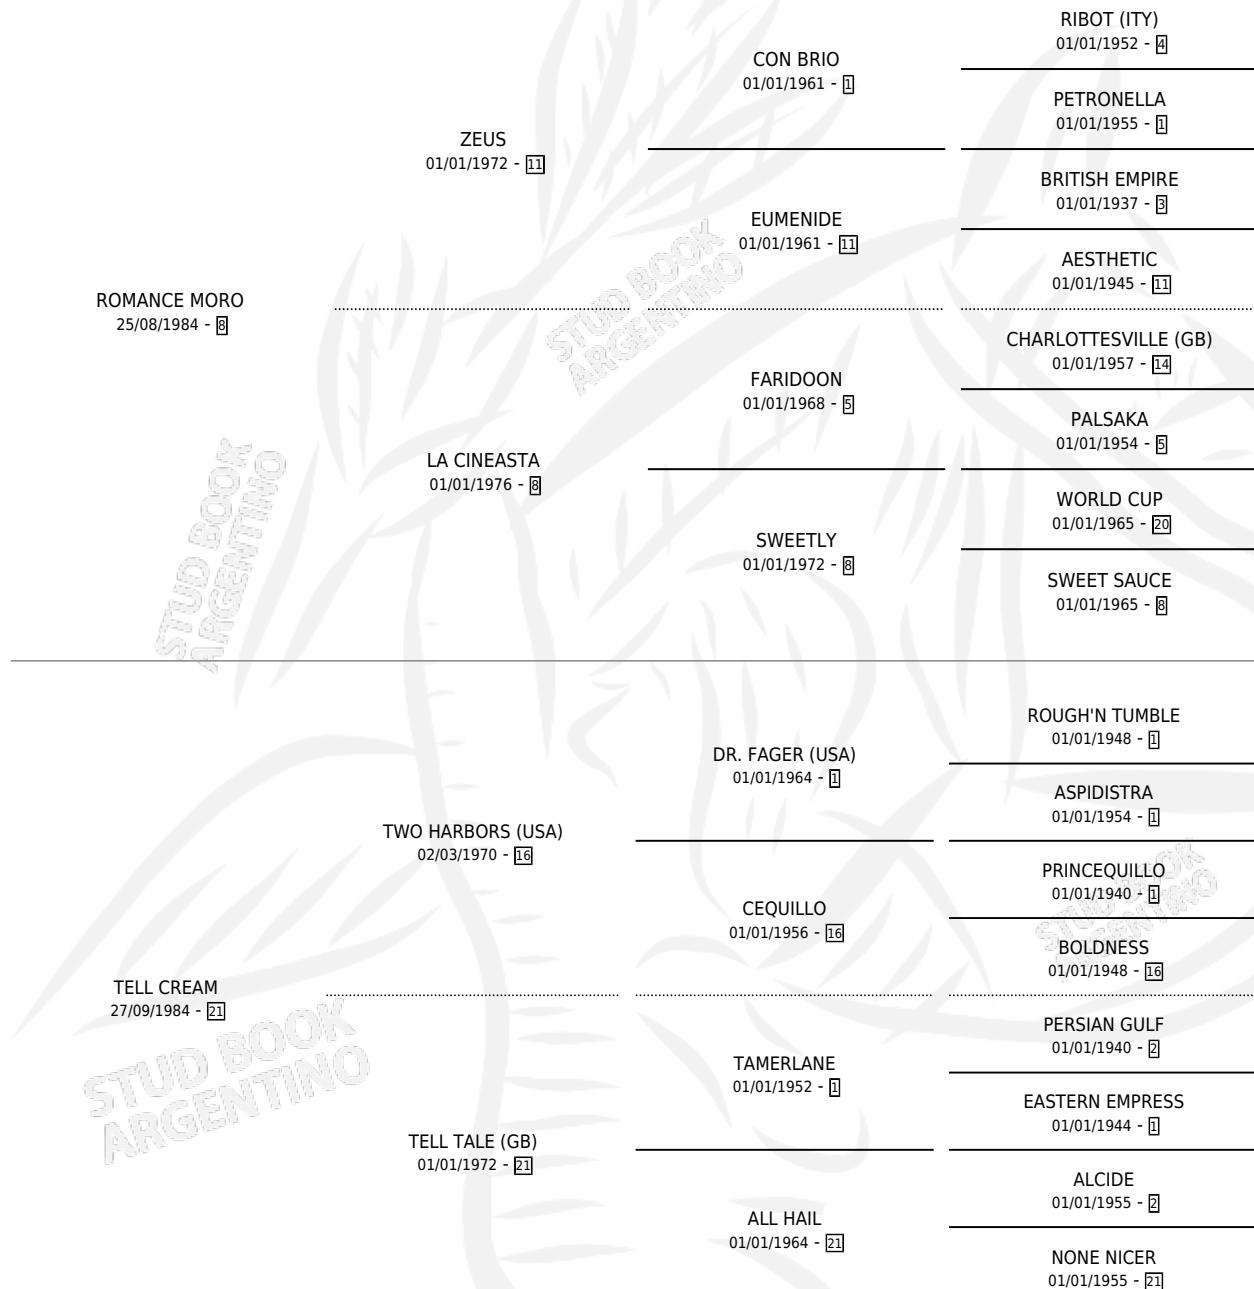 RIBOT (ITY)
01/01/1952 - 4
CON BRIO
01/01/1961 - 1
PETRONELLA
01/01/1955 - 1
ZEUS
01/01/1972 - 11
BRITISH EMPIRE
01/01/1937 - 3
EUMENIDE
01/01/1961 - 11
AESTHETIC
01/01/1945 - 11
ROMANCE MORO
25/08/1984 - 8
CHARLOTTESVILLE (GB)
01/01/1957 - 14
FARIDOON
01/01/1968 - 5
PALSAKA
01/01/1954 - 5
LA CINEASTA
01/01/1976 - 8
WORLD CUP
01/01/1965 - 20
SWEETLY
01/01/1972 - 8
SWEET SAUCE
01/01/1965 - 8
ROUGH'N TUMBLE
01/01/1948 - 1
DR. FAGER (USA)
01/01/1964 - 1
ASPIDISTRA
01/01/1954 - 1
TWO HARBORS (USA)
02/03/1970 - 16
PRINCEQUILLO
01/01/1940 - 1
CEQUILLO
01/01/1956 - 16
BOLDNESS
01/01/1948 - 16
TELL CREAM
27/09/1984 - 21
PERSIAN GULF
01/01/1940 - 2
TAMERLANE
01/01/1952 - 1
EASTERN EMPRESS
01/01/1944 - 1
TELL TALE (GB)
01/01/1972 - 21
ALCIDE
01/01/1955 - 2
ALL HAIL
01/01/1964 - 21
NONE NICER
01/01/1955 - 21
STUD BOOK
ARGENTINO
STUD BOOK
ARGENTINO
STUD BOOK
ARGENTINO
STUD BOOK
ARGENTINO